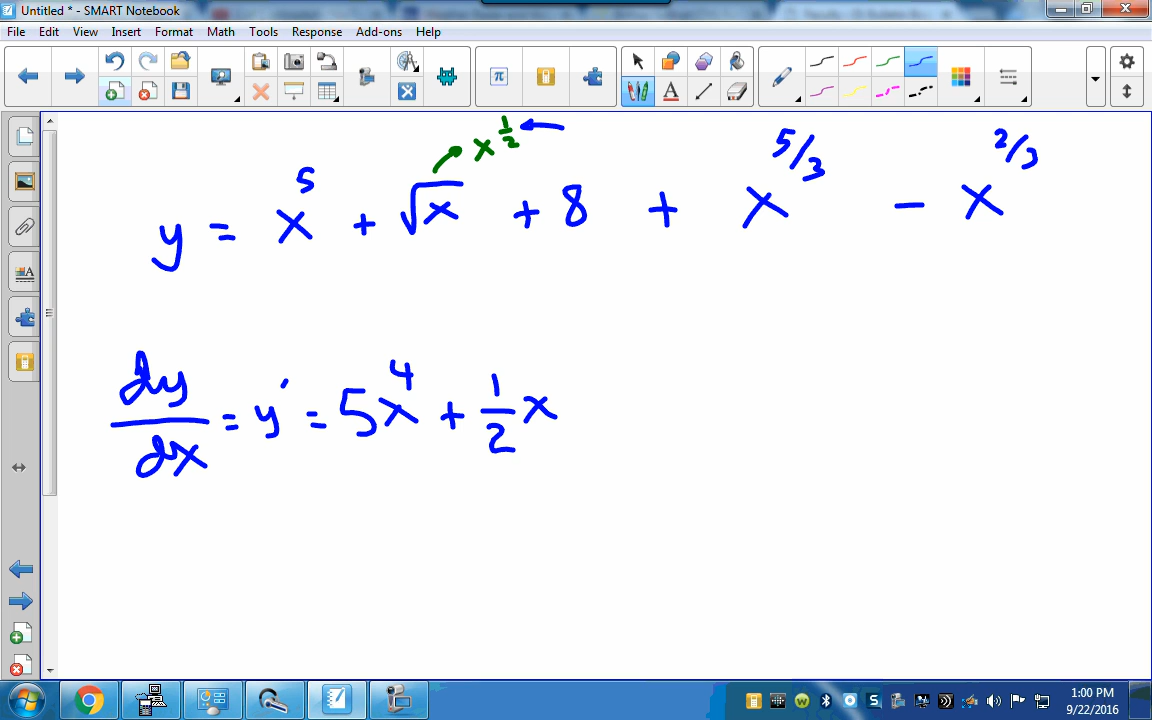 Untitled * - SMART Notebook
File Edit View Insert Format Math Tools Response Add-ons Help
x^{1/2}
y = x^5 + √x + 8 + x^{5/3} - x^{2/3}
dy/dx = y' = 5x^4 + 1/2 x
1:00 PM
9/22/2016